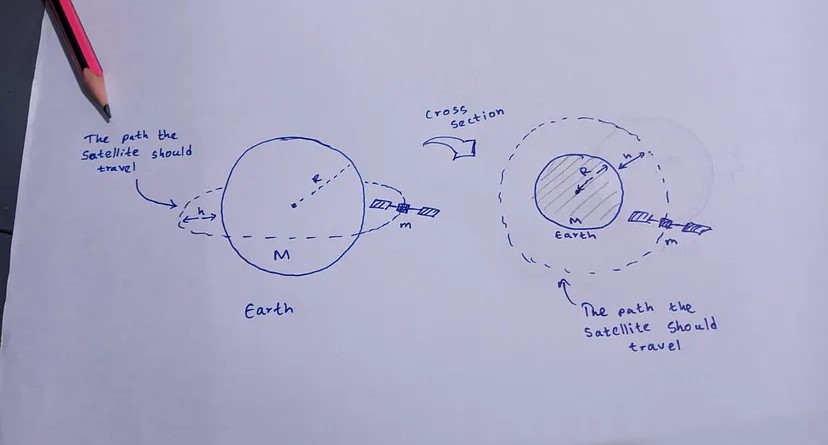 The path the
Satellite should
travel
h
R
M
m
Earth
cross
section
h
R
M
Earth
m
The path the
Satellite Should
travel